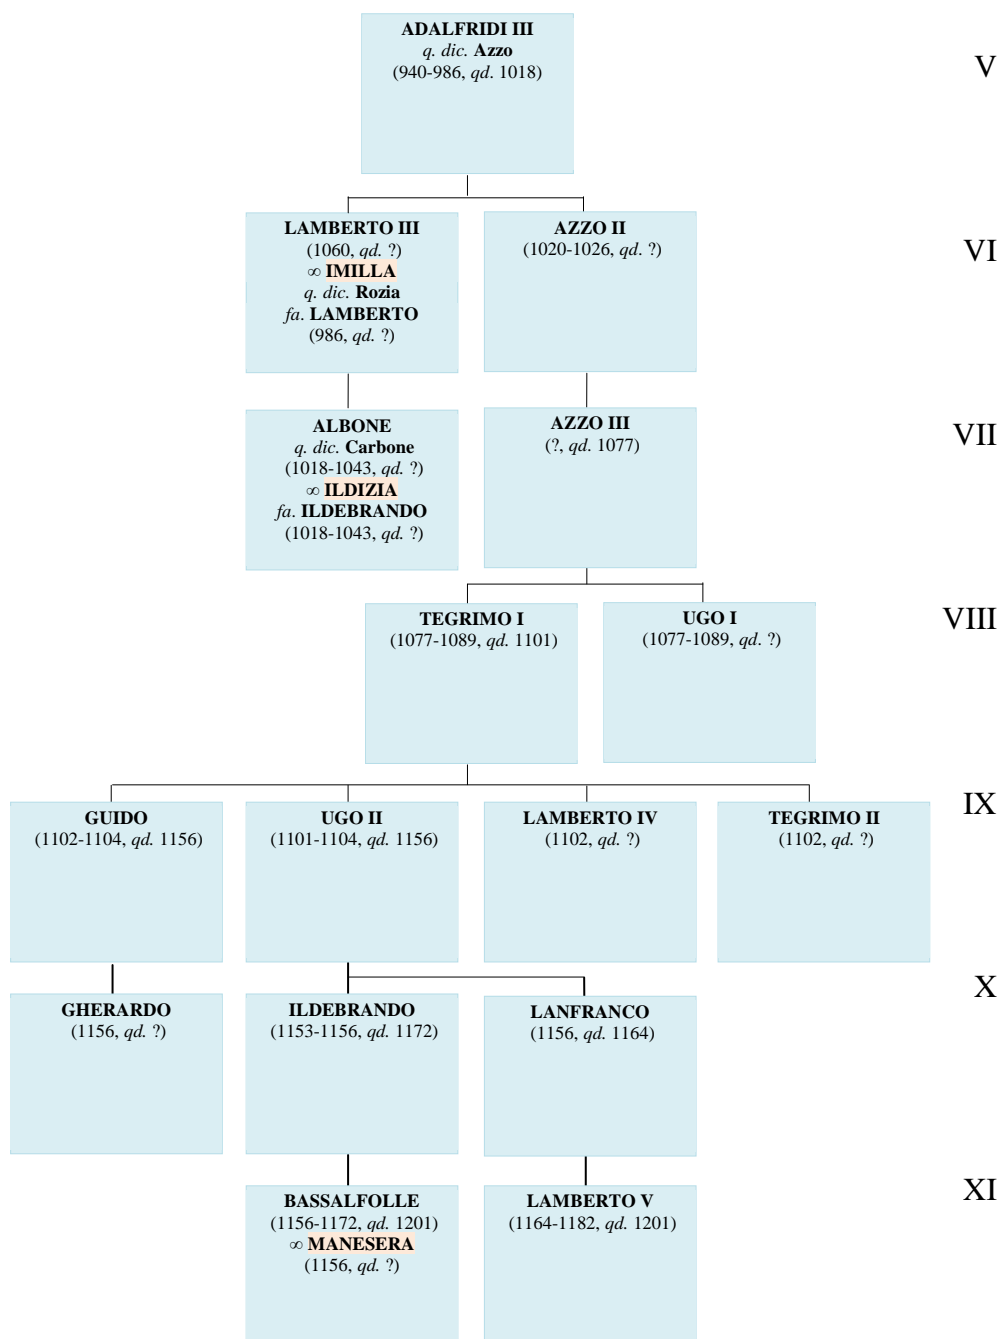 ADALFRIDI III
q. dic. Azzo
(940-986, qd. 1018)
V
LAMBERTO III
(1060, qd. ?)
∞ IMILLA
q. dic. Rozia
fa. LAMBERTO
(986, qd. ?)
AZZO II
(1020-1026, qd. ?)
VI
ALBONE
q. dic. Carbone
(1018-1043, qd. ?)
∞ ILDIZIA
fa. ILDEBRANDO
(1018-1043, qd. ?)
AZZO III
(?, qd. 1077)
VII
TEGRIMO I
(1077-1089, qd. 1101)
UGO I
(1077-1089, qd. ?)
VIII
GUIDO
(1102-1104, qd. 1156)
UGO II
(1101-1104, qd. 1156)
LAMBERTO IV
(1102, qd. ?)
TEGRIMO II
(1102, qd. ?)
IX
GHERARDO
(1156, qd. ?)
ILDEBRANDO
(1153-1156, qd. 1172)
LANFRANCO
(1156, qd. 1164)
X
BASSALFOLLE
(1156-1172, qd. 1201)
∞ MANESERA
(1156, qd. ?)
LAMBERTO V
(1164-1182, qd. 1201)
XI